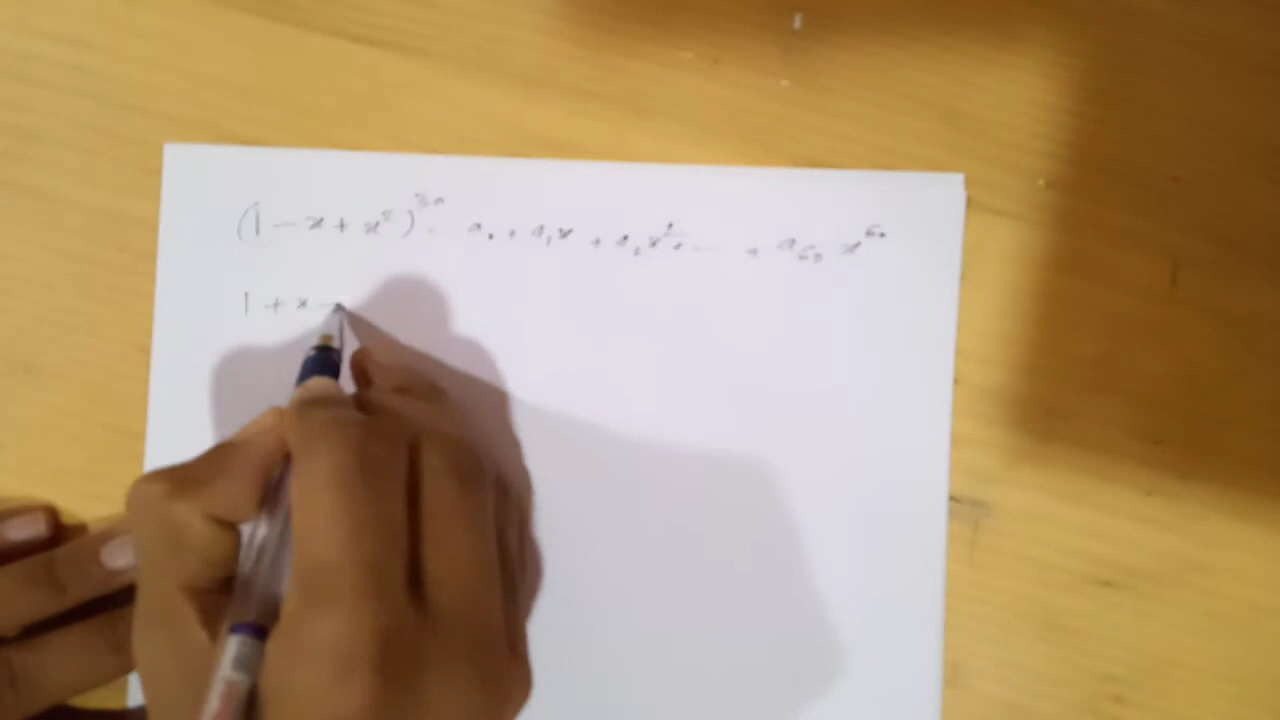 (1 - x + x²)³⁰ = a₀ + a₁x + a₂x² + ... + a₆₀ x⁶⁰
1 + x -